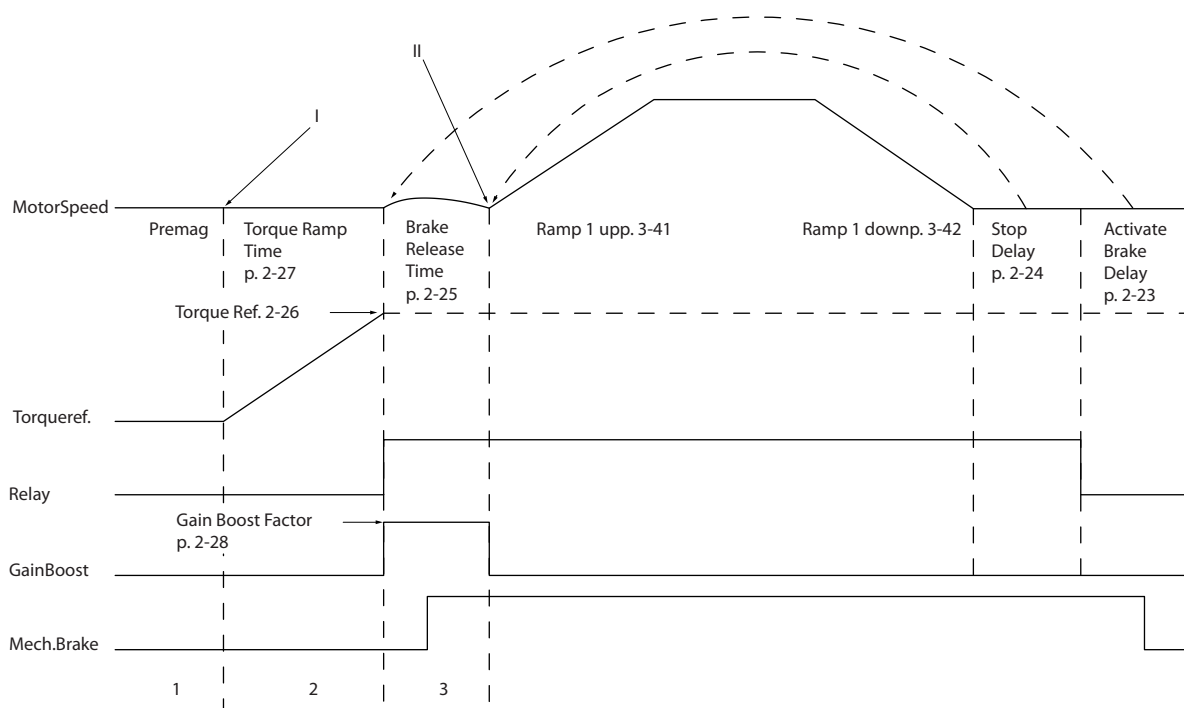 II
I
MotorSpeed
Premag
Torque Ramp
Time
p. 2-27
Brake
Release
Time
p. 2-25
Ramp 1 upp. 3-41
Ramp 1 downp. 3-42
Stop
Delay
p. 2-24
Activate
Brake
Delay
p. 2-23
Torque Ref. 2-26
Torqueref.
Relay
Gain Boost Factor
p. 2-28
GainBoost
Mech.Brake
1
2
3